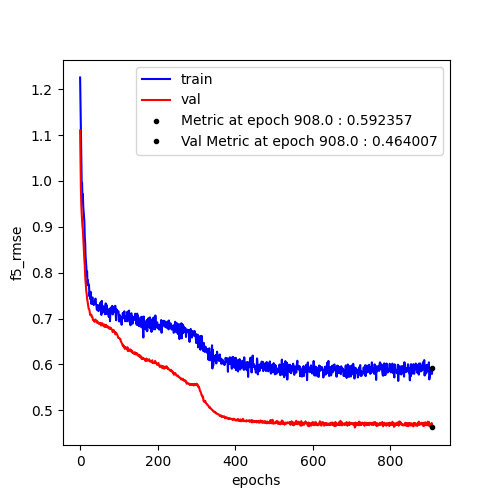 train
val
Metric at epoch 908.0 : 0.592357
Val Metric at epoch 908.0 : 0.464007
f5_rmse
1.2
1.1
1.0
0.9
0.8
0.7
0.6
0.5
0 200 400 600 800
epochs